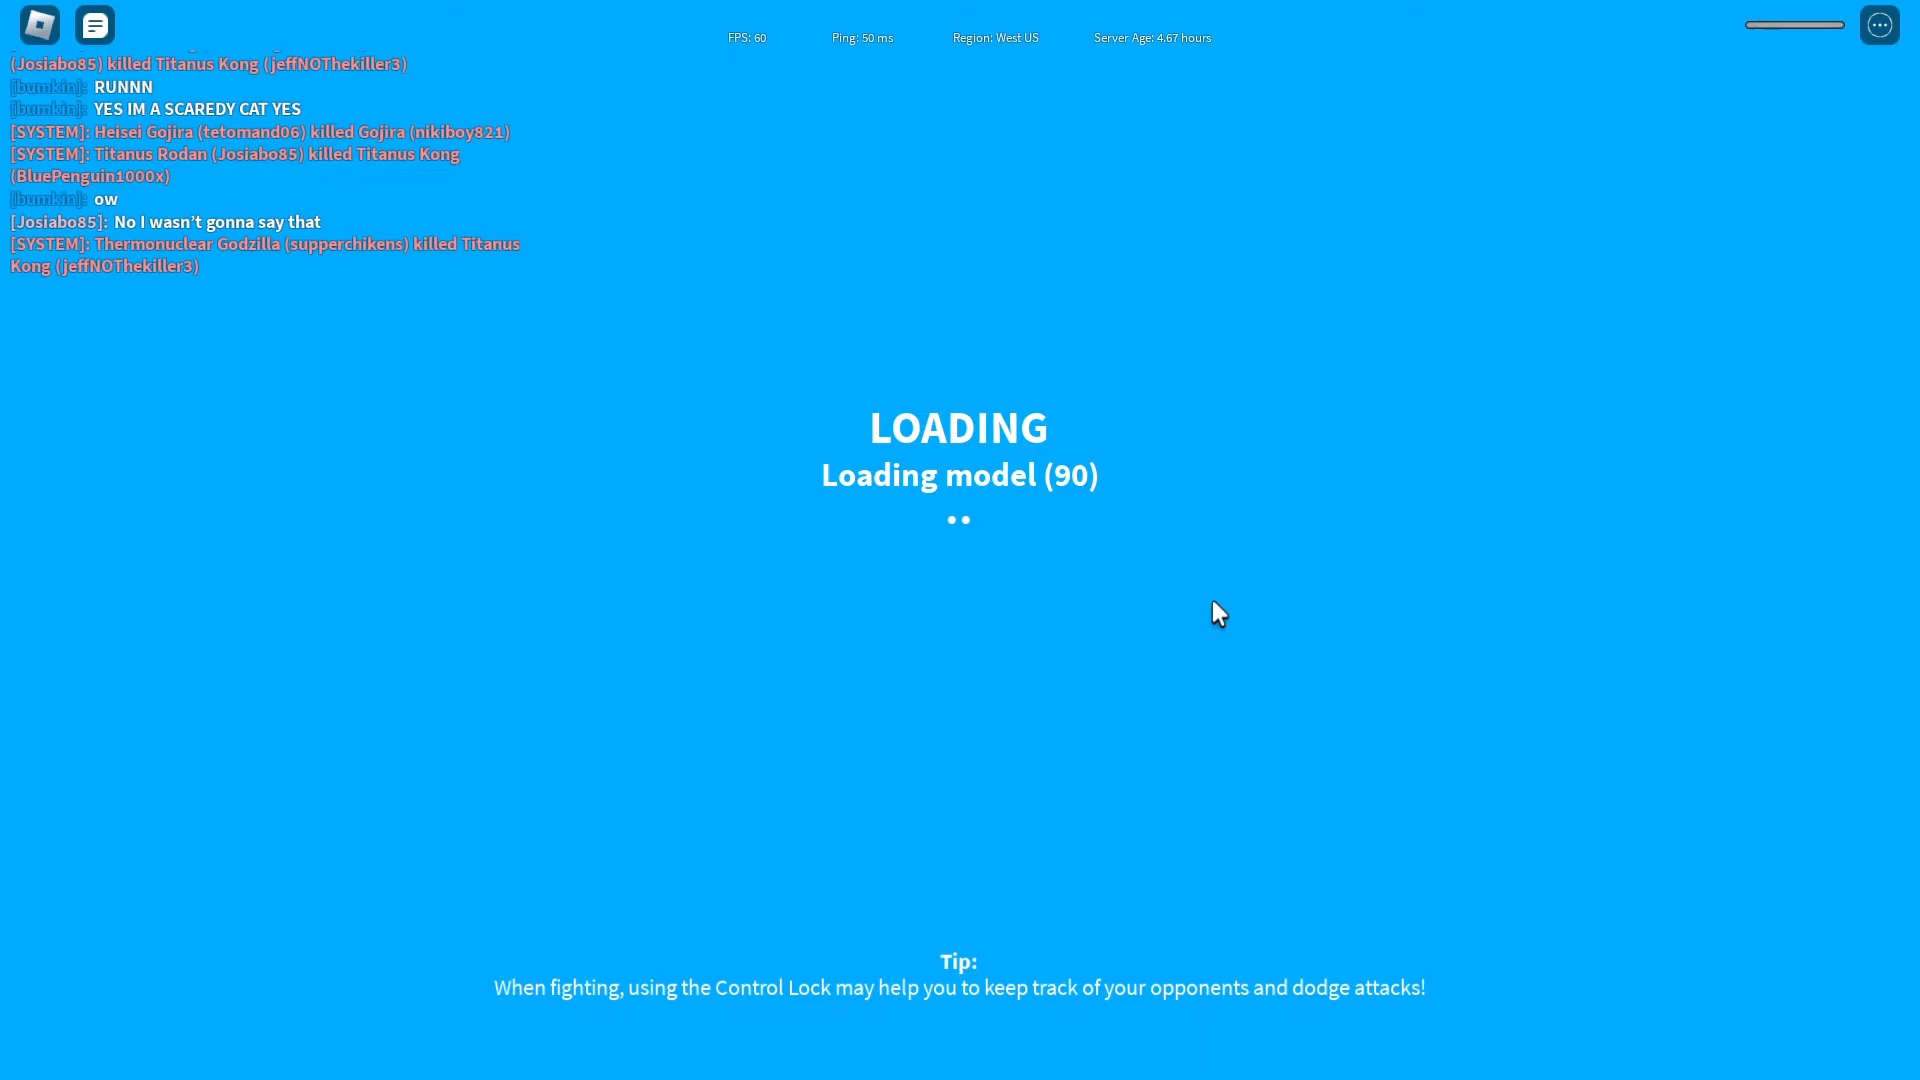 FPS: 60 Ping: 50 ms Region: West US Server Age: 4.67 hours
(Josiabo85) killed Titanus Kong (jeffNOThekiller3)
[bumkin]: RUNNN
[bumkin]: YES IM A SCAREDY CAT YES
[SYSTEM]: Heisei Gojira (tetomand06) killed Gojira (nikiboy821)
[SYSTEM]: Titanus Rodan (Josiabo85) killed Titanus Kong
(BluePenguin1000x)
[bumkin]: ow
[Josiabo85]: No I wasn’t gonna say that
[SYSTEM]: Thermonuclear Godzilla (supperchikens) killed Titanus
Kong (jeffNOThekiller3)
LOADING
Loading model (90)
••
Tip:
When fighting, using the Control Lock may help you to keep track of your opponents and dodge attacks!